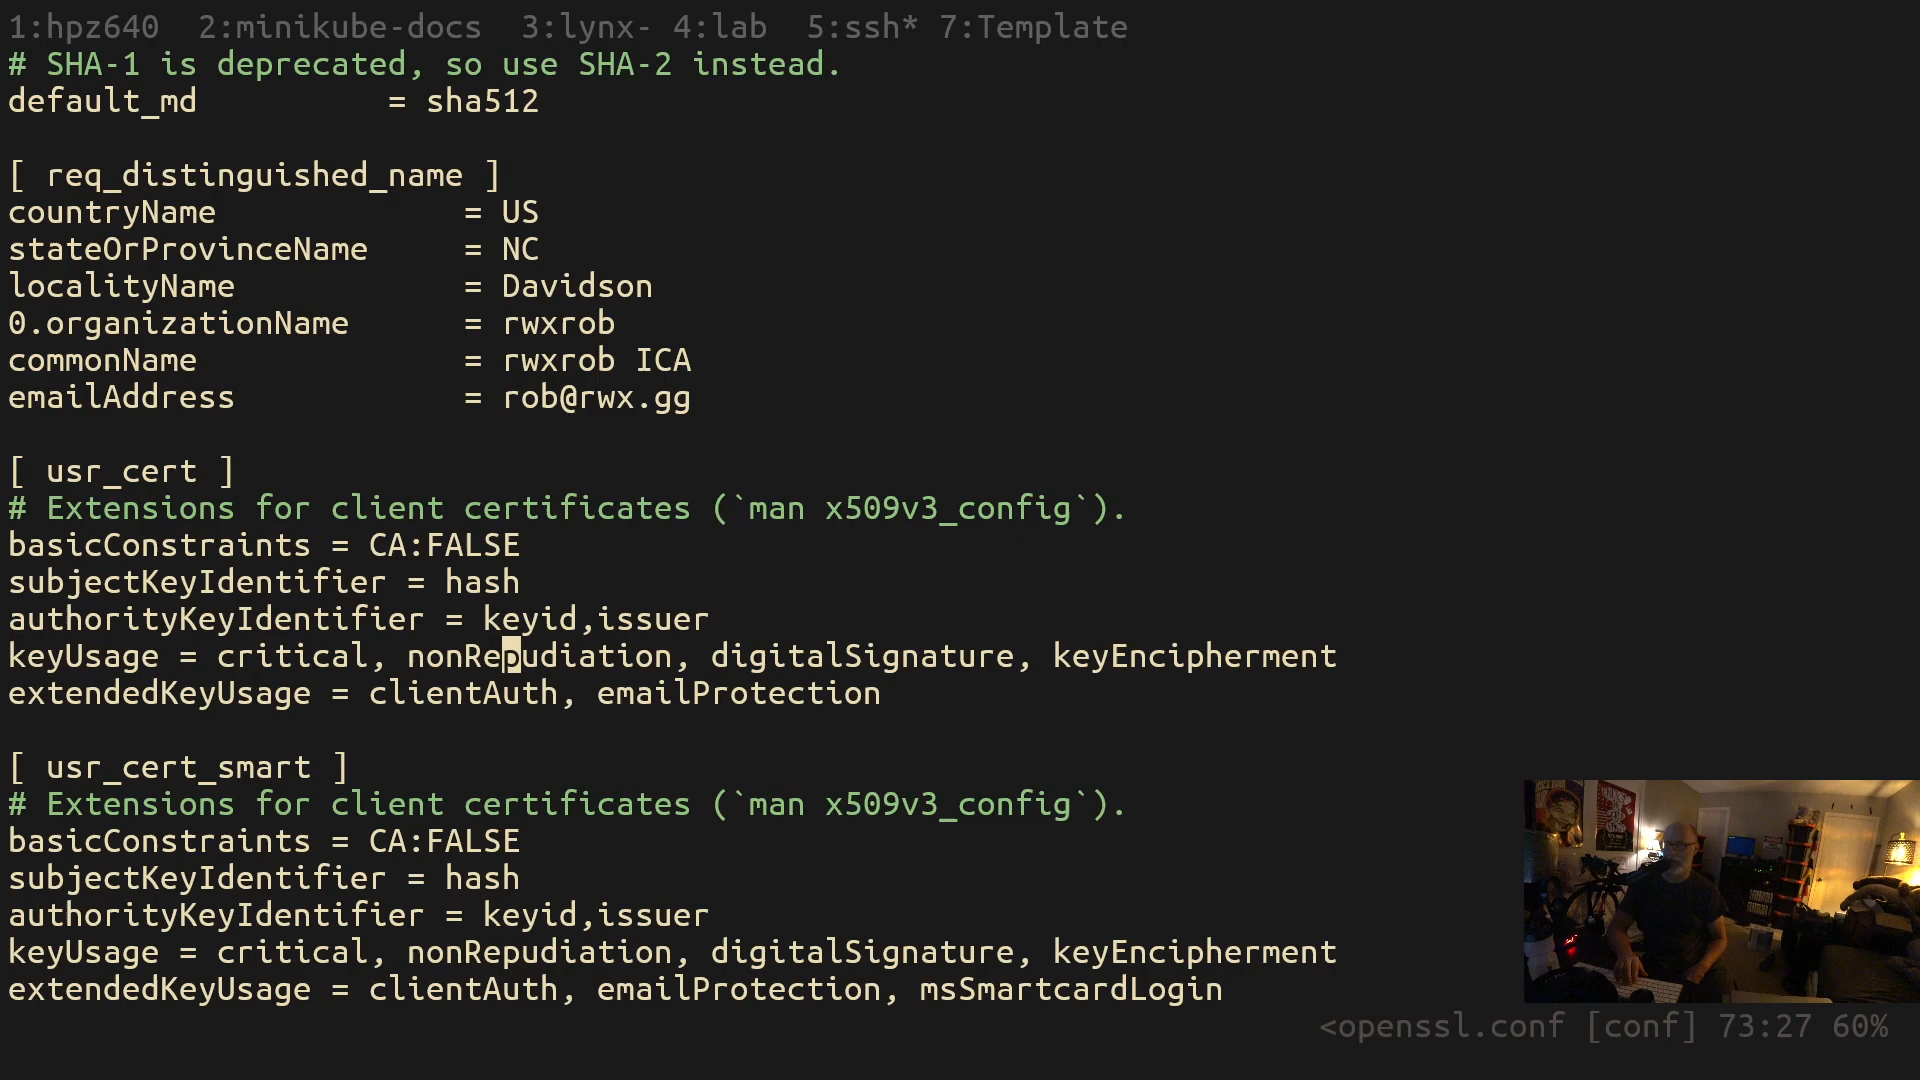 1:hpz640  2:minikube-docs  3:lynx- 4:lab  5:ssh* 7:Template
# SHA-1 is deprecated, so use SHA-2 instead.
default_md          = sha512
[ req_distinguished_name ]
countryName             = US
stateOrProvinceName     = NC
localityName            = Davidson
0.organizationName      = rwxrob
commonName              = rwxrob ICA
emailAddress            = rob@rwx.gg
[ usr_cert ]
# Extensions for client certificates (`man x509v3_config`).
basicConstraints = CA:FALSE
subjectKeyIdentifier = hash
authorityKeyIdentifier = keyid,issuer
keyUsage = critical, nonRepudiation, digitalSignature, keyEncipherment
extendedKeyUsage = clientAuth, emailProtection
[ usr_cert_smart ]
# Extensions for client certificates (`man x509v3_config`).
basicConstraints = CA:FALSE
subjectKeyIdentifier = hash
authorityKeyIdentifier = keyid,issuer
keyUsage = critical, nonRepudiation, digitalSignature, keyEncipherment
extendedKeyUsage = clientAuth, emailProtection, msSmartcardLogin
<openssl.conf [conf] 73:27 60%